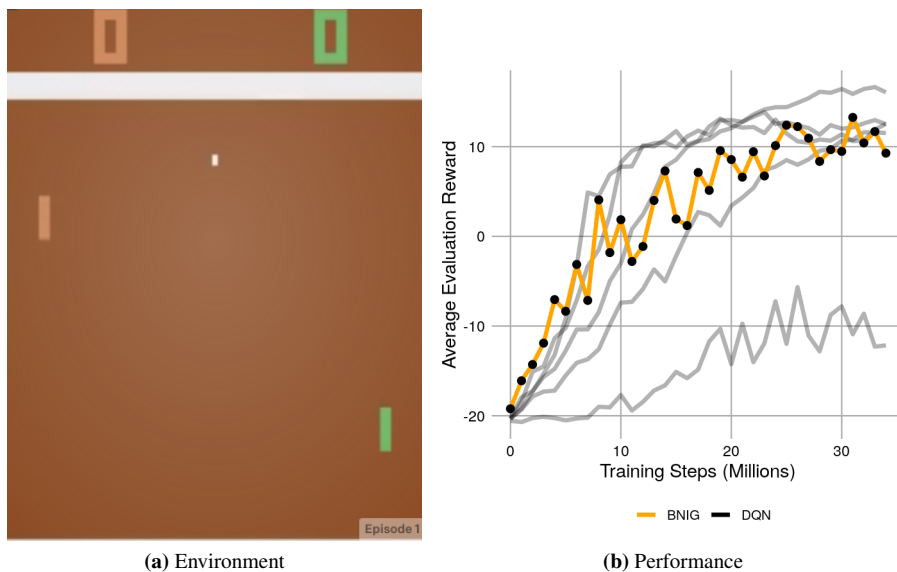 Episode 1
(a) Environment
Average Evaluation Reward
10
0
-10
-20
0 10 20 30
Training Steps (Millions)
BNIG DQN
(b) Performance